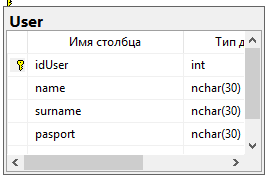 User
Имя столбца Тип д
idUser int
name nchar(30)
surname nchar(30)
pasport nchar(30)